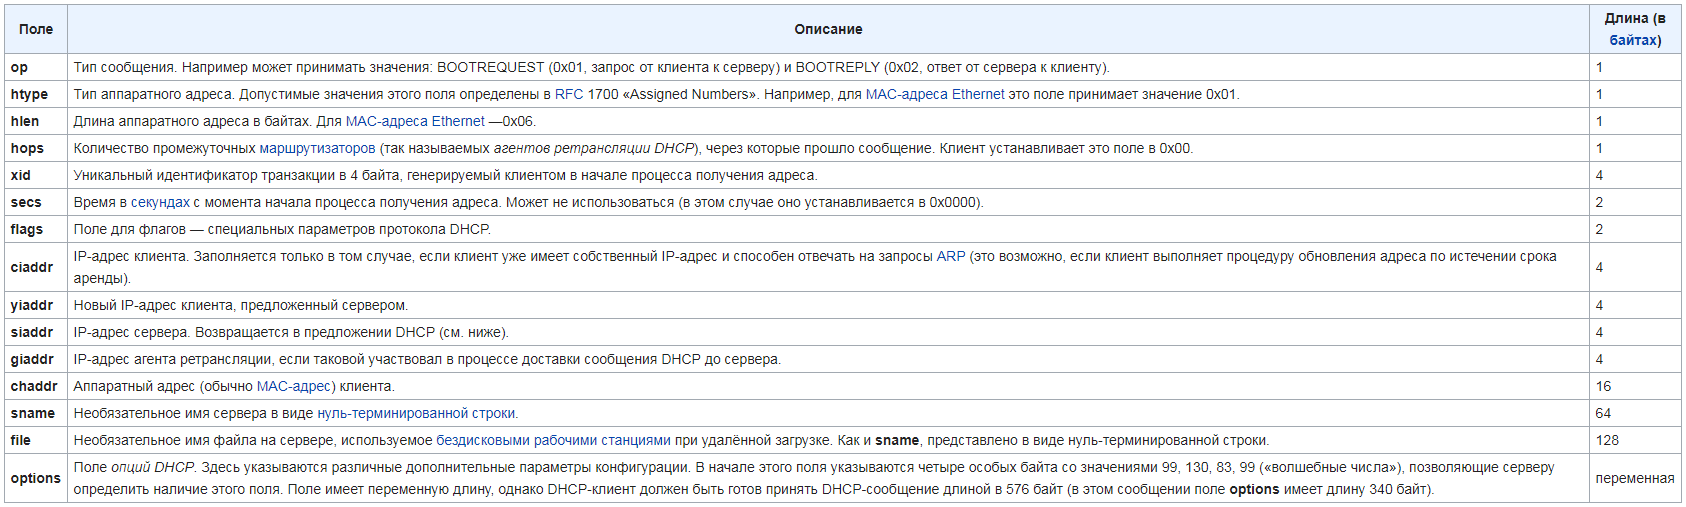 Поле Описание Длина (в
байтах)
op Тип сообщения. Например может принимать значения: BOOTREQUEST (0x01, запрос от клиента к серверу) и BOOTREPLY (0x02, ответ от сервера к клиенту). 1
htype Тип аппаратного адреса. Допустимые значения этого поля определены в RFC 1700 «Assigned Numbers». Например, для MAC-адреса Ethernet это поле принимает значение 0x01. 1
hlen Длина аппаратного адреса в байтах. Для MAC-адреса Ethernet —0x06. 1
hops Количество промежуточных маршрутизаторов (так называемых агентов ретрансляции DHCP), через которые прошло сообщение. Клиент устанавливает это поле в 0x00. 1
xid Уникальный идентификатор транзакции в 4 байта, генерируемый клиентом в начале процесса получения адреса. 4
secs Время в секундах с момента начала процесса получения адреса. Может не использоваться (в этом случае оно устанавливается в 0x0000). 2
flags Поле для флагов — специальных параметров протокола DHCP. 2
ciaddr IP-адрес клиента. Заполняется только в том случае, если клиент уже имеет собственный IP-адрес и способен отвечать на запросы ARP (это возможно, если клиент выполняет процедуру обновления адреса по истечении срока
аренды). 4
yiaddr Новый IP-адрес клиента, предложенный сервером. 4
siaddr IP-адрес сервера. Возвращается в предложении DHCP (см. ниже). 4
giaddr IP-адрес агента ретрансляции, если таковой участвовал в процессе доставки сообщения DHCP до сервера. 4
chaddr Аппаратный адрес (обычно MAC-адрес) клиента. 16
sname Необязательное имя сервера в виде нуль-терминированной строки. 64
file Необязательное имя файла на сервере, используемое бездисковыми рабочими станциями при удалённой загрузке. Как и sname, представлено в виде нуль-терминированной строки. 128
options Поле опций DHCP. Здесь указываются различные дополнительные параметры конфигурации. В начале этого поля указываются четыре особых байта со значениями 99, 130, 83, 99 («волшебные числа»), позволяющие серверу
определить наличие этого поля. Поле имеет переменную длину, однако DHCP-клиент должен быть готов принять DHCP-сообщение длиной в 576 байт (в этом сообщении поле options имеет длину 340 байт). переменная